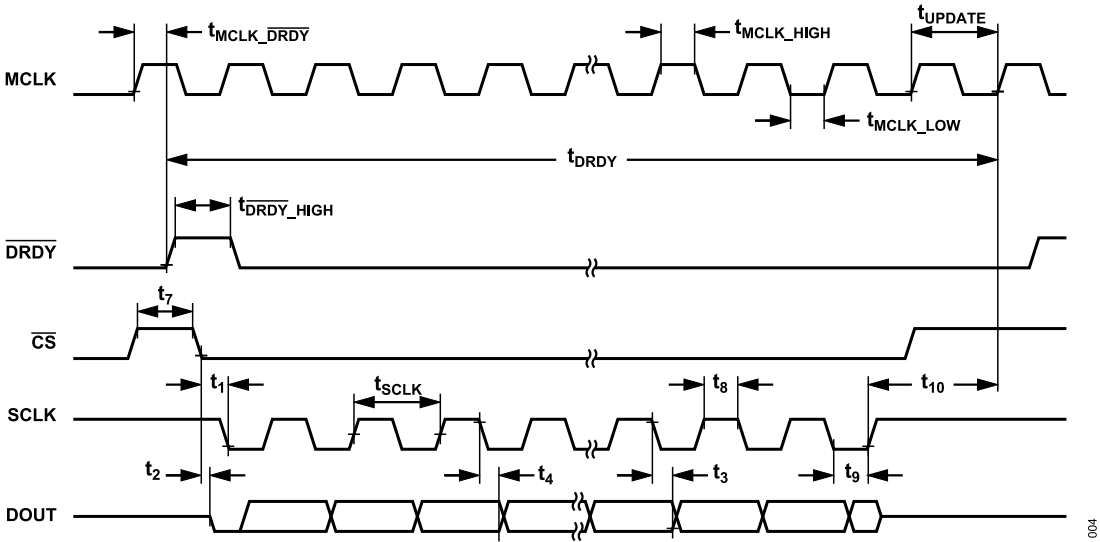 tMCLK_DRDY
tMCLK_HIGH
tUPDATE
MCLK
tMCLK_LOW
tDRDY
tDRDY_HIGH
DRDY
t7
CS
t1
tSCLK
t8
t10
SCLK
t2
t4
t3
t9
DOUT
004